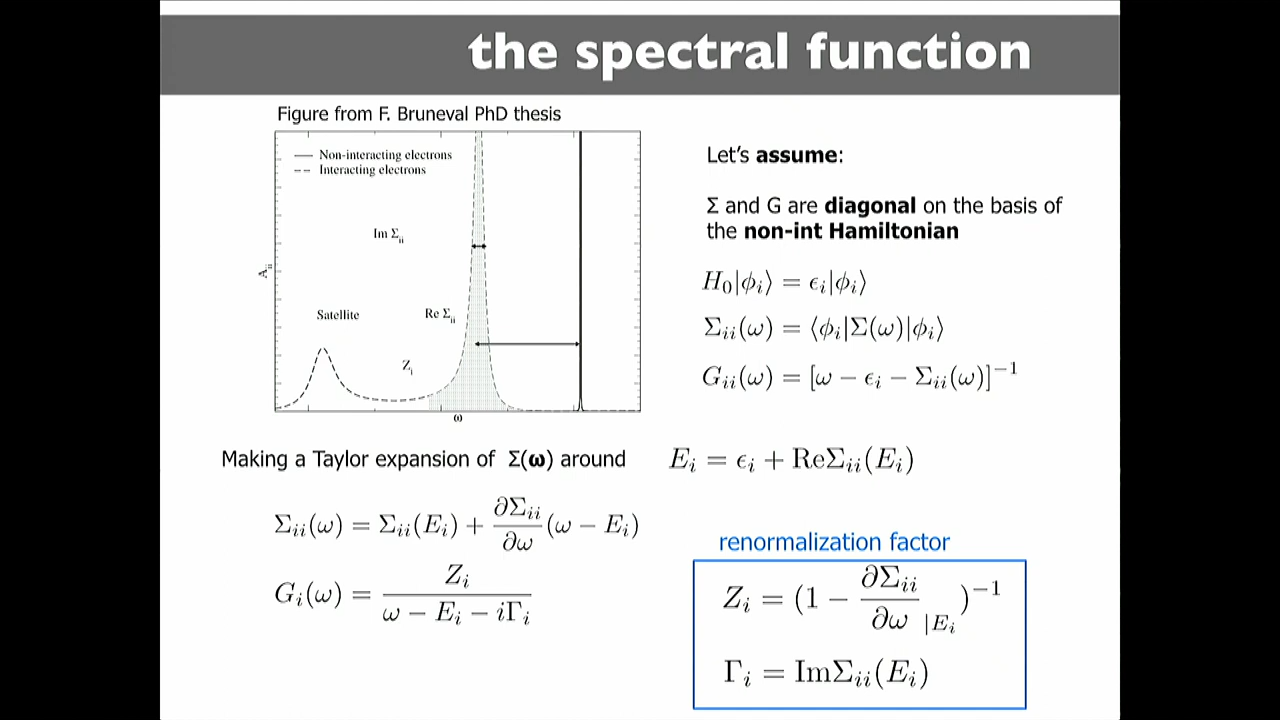 the spectral function
Figure from F. Bruneval PhD thesis
Non-interacting electrons
Interacting electrons
Im Σ_ii
A_ii
Satellite
Re Σ_ii
Z_i
ω
Let's assume:
Σ and G are diagonal on the basis of
the non-int Hamiltonian
H₀|ϕ_i⟩ = ϵ_i|ϕ_i⟩
Σ_ii(ω) = ⟨ϕ_i|Σ(ω)|ϕ_i⟩
G_ii(ω) = [ω − ϵ_i − Σ_ii(ω)]⁻¹
Making a Taylor expansion of Σ(ω) around E_i = ϵ_i + ReΣ_ii(E_i)
Σ_ii(ω) = Σ_ii(E_i) + ∂Σ_ii/∂ω (ω − E_i)
G_i(ω) = Z_i / (ω − E_i − iΓ_i)
renormalization factor
Z_i = (1 − ∂Σ_ii/∂ω |E_i )⁻¹
Γ_i = ImΣ_ii(E_i)